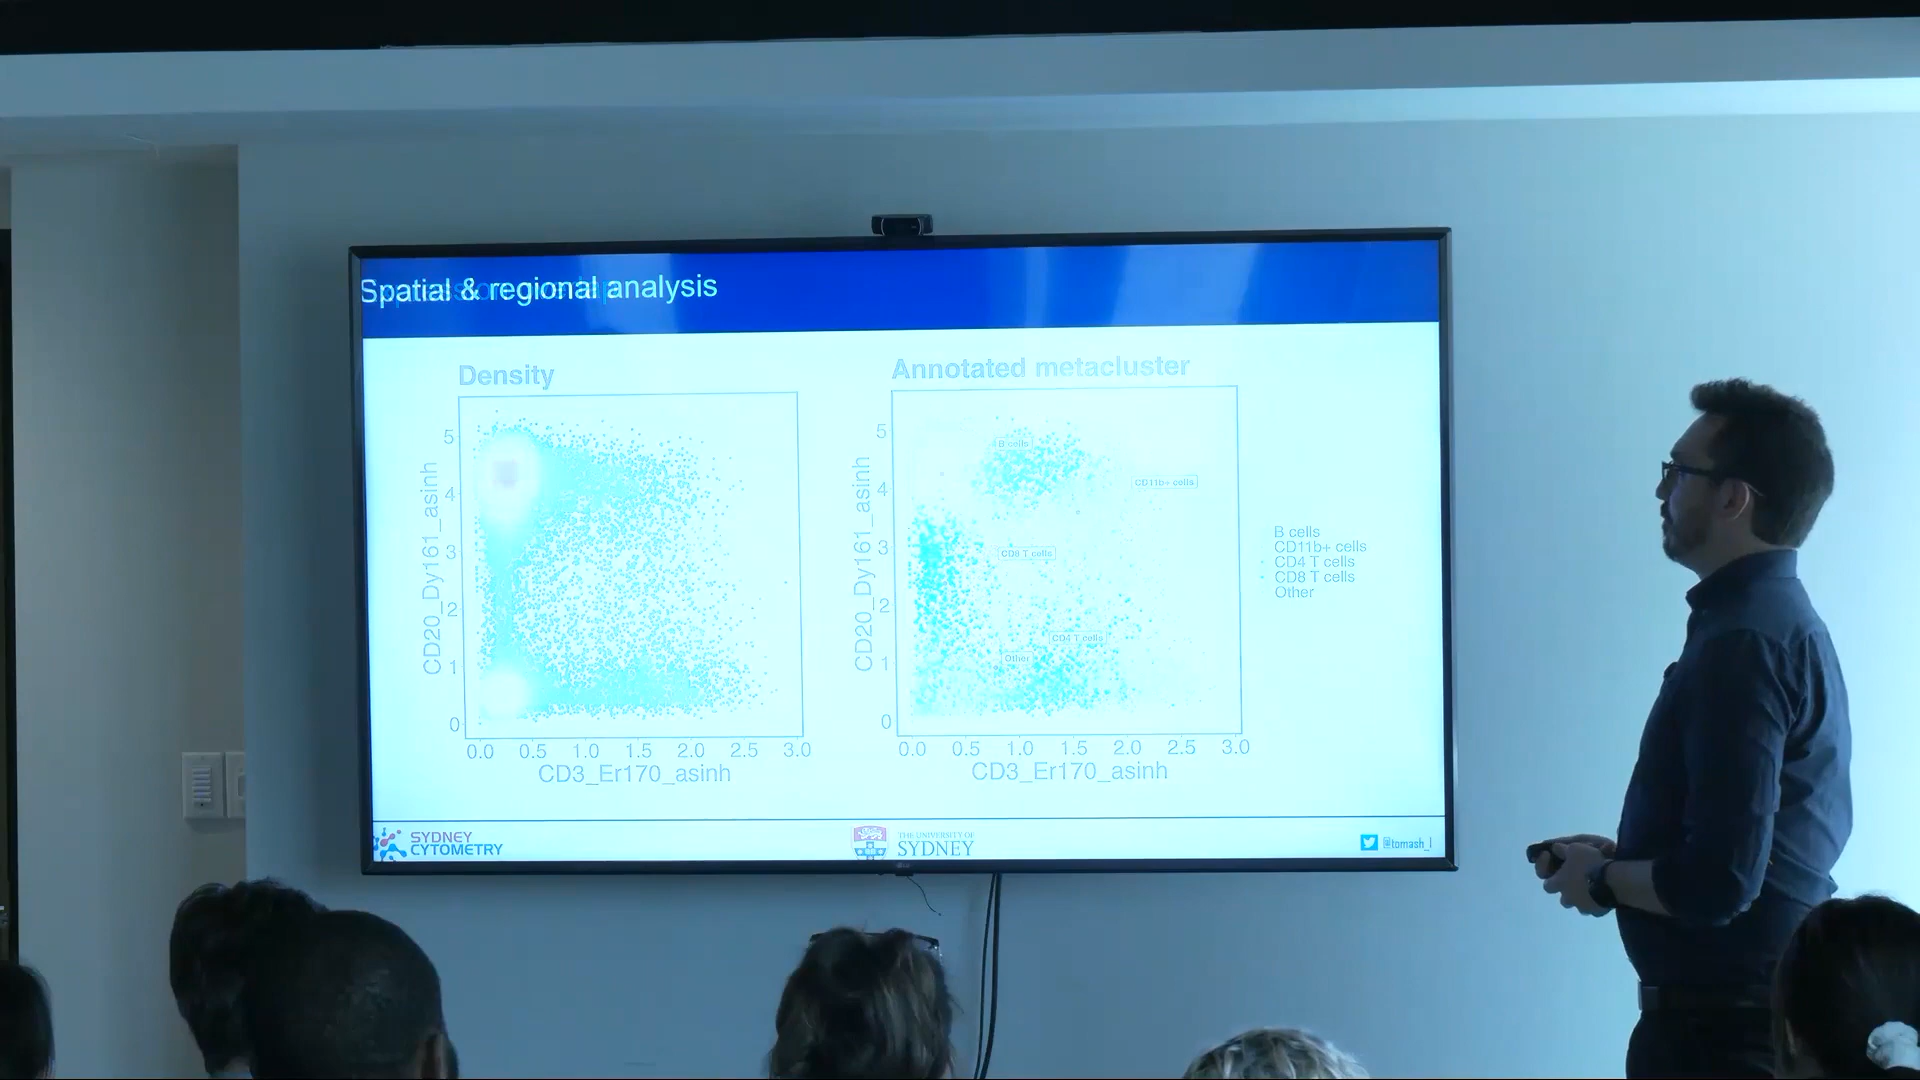 Spatial & regional analysis
Density
5
4
3
2
1
0
CD20_Dy161_asinh
0.0 0.5 1.0 1.5 2.0 2.5 3.0
CD3_Er170_asinh
Annotated metacluster
5
4
3
2
1
0
CD20_Dy161_asinh
B cells
CD11b+ cells
CD8 T cells
CD4 T cells
Other
0.0 0.5 1.0 1.5 2.0 2.5 3.0
CD3_Er170_asinh
B cells
CD11b+ cells
CD4 T cells
CD8 T cells
Other
SYDNEY
CYTOMETRY
THE UNIVERSITY OF
SYDNEY
@tomash_l